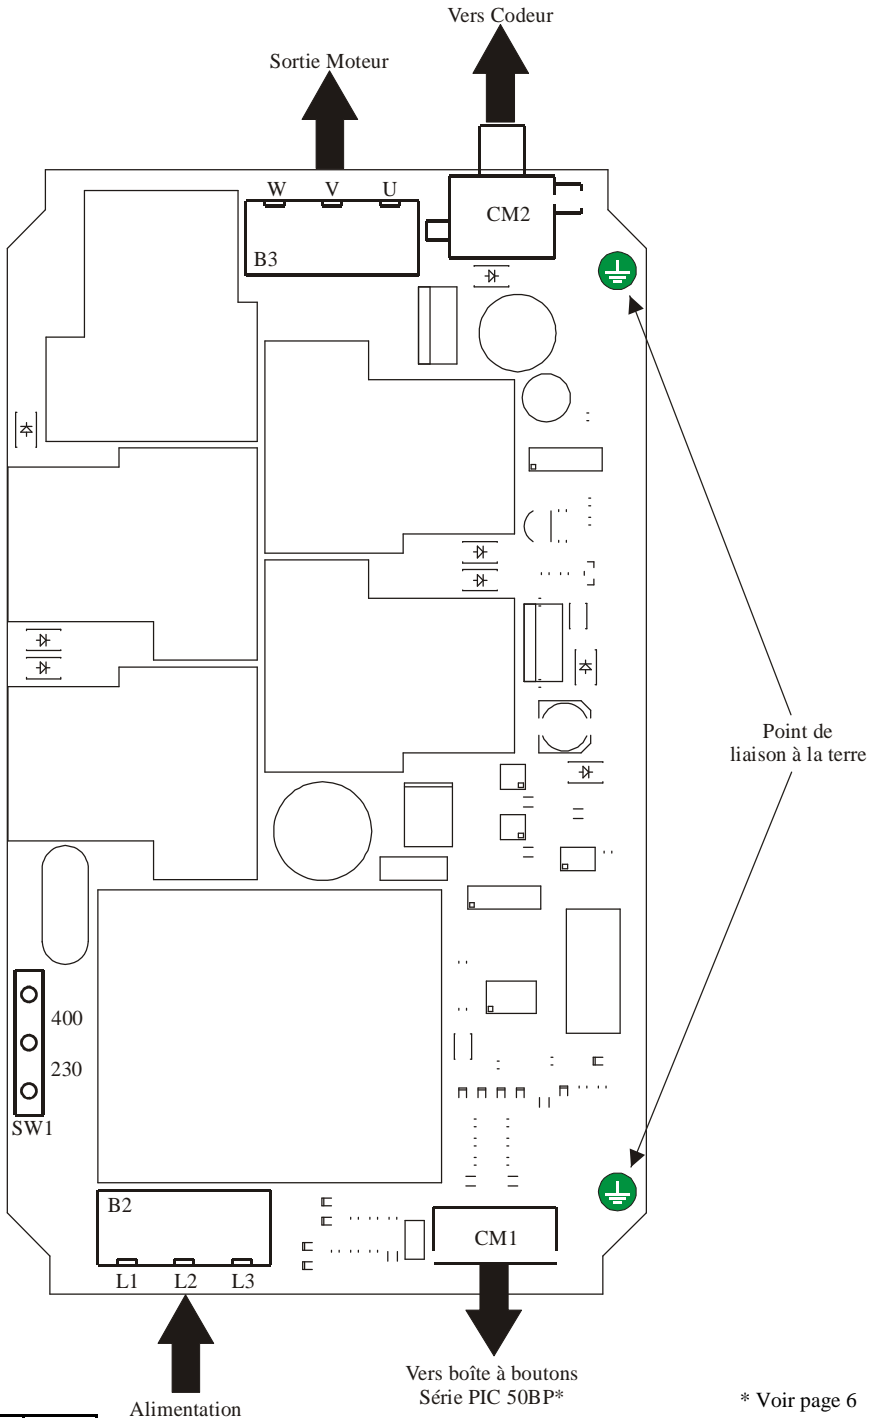 Vers Codeur
Sortie Moteur
W V U
CM2
B3
Point de
liaison à la terre
400
230
SW1
B2
CM1
L1 L2 L3
Vers boîte à boutons
Série PIC 50BP*
* Voir page 6
Alimentation